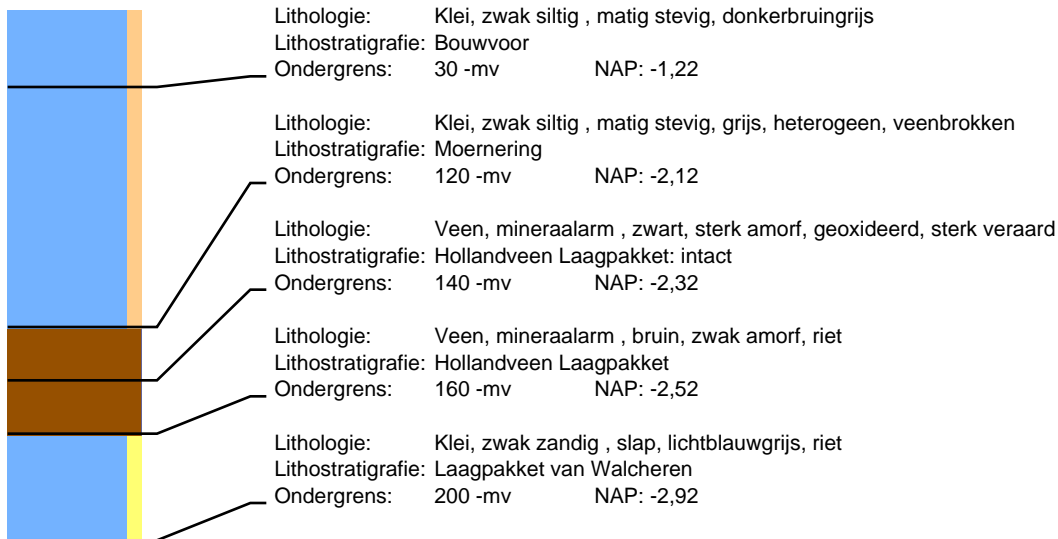 Lithologie: Klei, zwak siltig , matig stevig, donkerbruingrijs
Lithostratigrafie: Bouwvoor
Ondergrens: 30 -mv NAP: -1,22
Lithologie: Klei, zwak siltig , matig stevig, grijs, heterogeen, veenbrokken
Lithostratigrafie: Moernering
Ondergrens: 120 -mv NAP: -2,12
Lithologie: Veen, mineraalarm , zwart, sterk amorf, geoxideerd, sterk veraard
Lithostratigrafie: Hollandveen Laagpakket: intact
Ondergrens: 140 -mv NAP: -2,32
Lithologie: Veen, mineraalarm , bruin, zwak amorf, riet
Lithostratigrafie: Hollandveen Laagpakket
Ondergrens: 160 -mv NAP: -2,52
Lithologie: Klei, zwak zandig , slap, lichtblauwgrijs, riet
Lithostratigrafie: Laagpakket van Walcheren
Ondergrens: 200 -mv NAP: -2,92